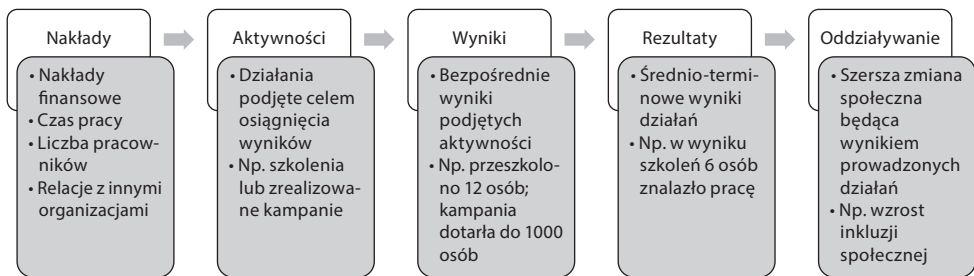 Nakłady
• Nakłady
finansowe
• Czas pracy
• Liczba pracow-
ników
• Relacje z innymi
organizacjami
Aktywności
• Działania
podjęte celem
osiągnięcia
wyników
• Np. szkolenia
lub zrealizowa-
ne kampanie
Wyniki
• Bezpośrednie
wyniki
podjętych
aktywności
• Np. przeszkolo-
no 12 osób;
kampania
dotarła do 1000
osób
Rezultaty
• Średnio-termi-
nowe wyniki
działań
• Np. w wyniku
szkoleń 6 osób
znalazło pracę
Oddziaływanie
• Szersza zmiana
społeczna
będąca
wynikiem
prowadzonych
działań
• Np. wzrost
inkluzji
społecznej